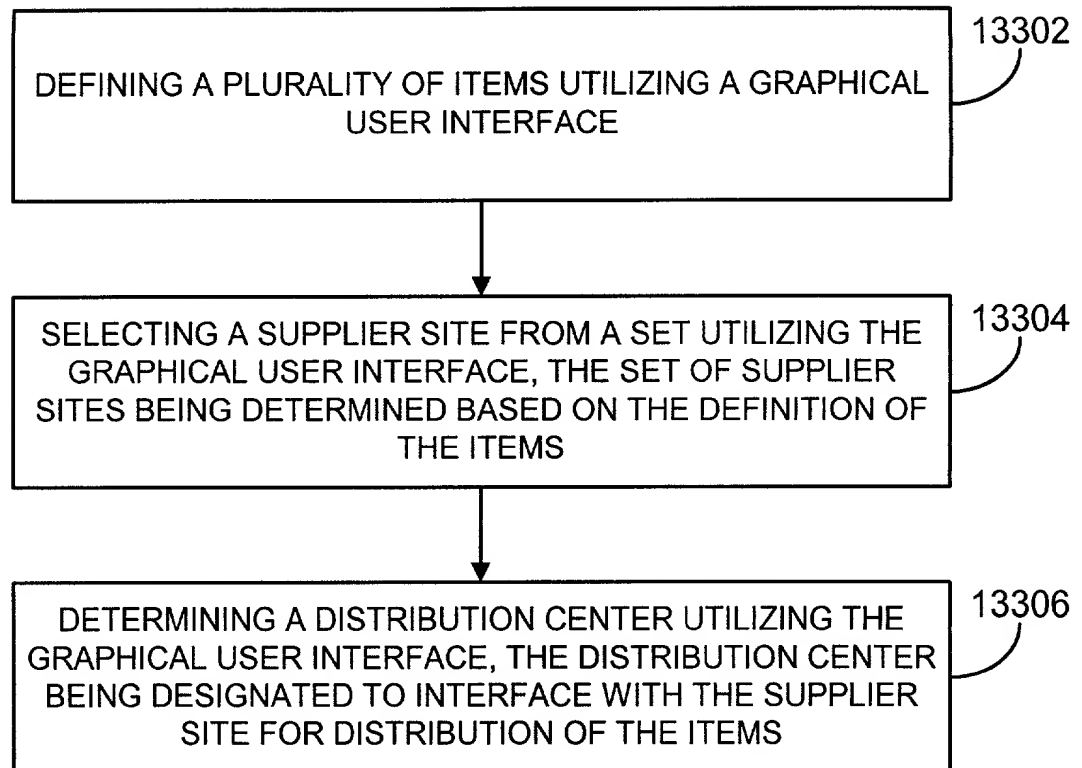 13302
DEFINING A PLURALITY OF ITEMS UTILIZING A GRAPHICAL
USER INTERFACE
13304
SELECTING A SUPPLIER SITE FROM A SET UTILIZING THE
GRAPHICAL USER INTERFACE, THE SET OF SUPPLIER
SITES BEING DETERMINED BASED ON THE DEFINITION OF
THE ITEMS
13306
DETERMINING A DISTRIBUTION CENTER UTILIZING THE
GRAPHICAL USER INTERFACE, THE DISTRIBUTION CENTER
BEING DESIGNATED TO INTERFACE WITH THE SUPPLIER
SITE FOR DISTRIBUTION OF THE ITEMS